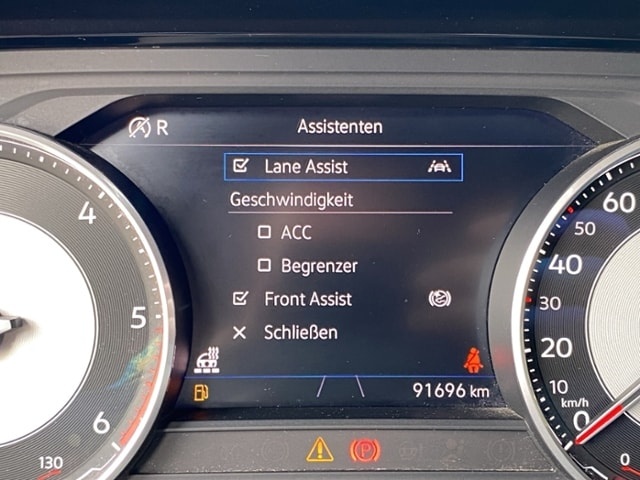 R
Assistenten
Lane Assist
Geschwindigkeit
ACC
Begrenzer
Front Assist
Schließen
91696 km
4
5
6
130
60
50
40
30
20
10
km/h
0
0
P